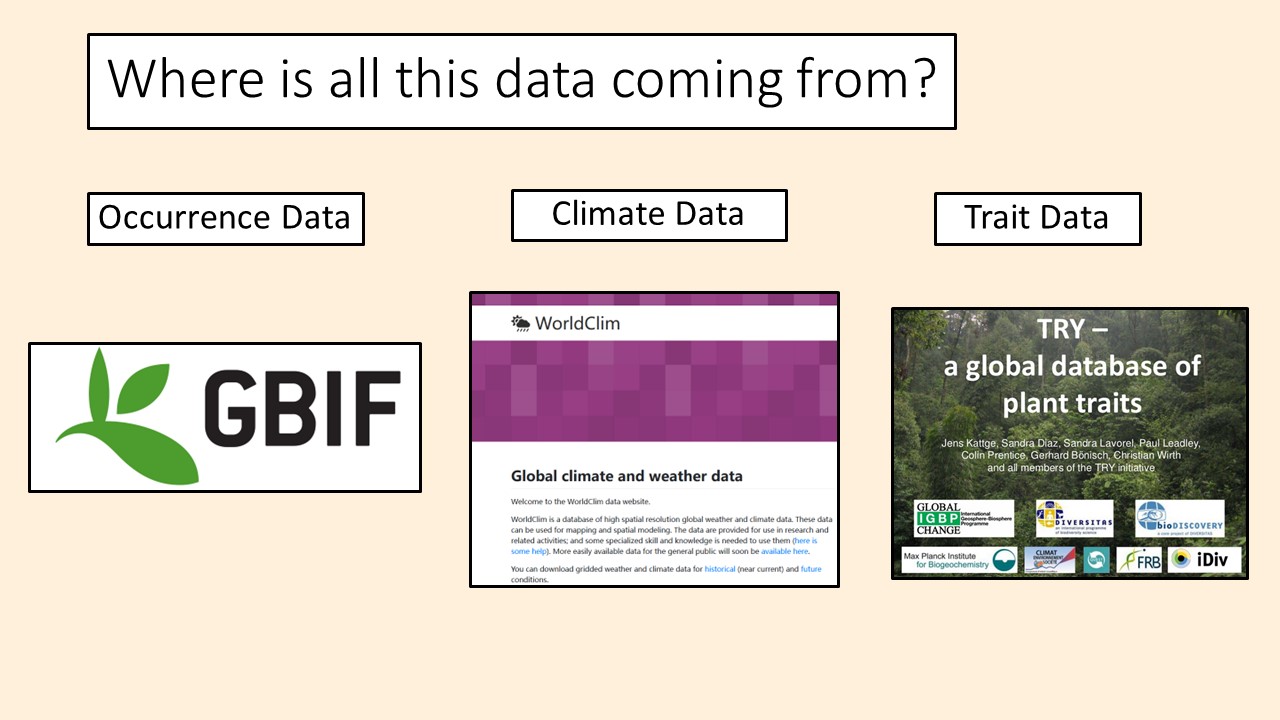 Where is all this data coming from?
Occurrence Data
Climate Data
Trait Data
GBIF
WorldClim
Global climate and weather data
Welcome to the WorldClim data website.
WorldClim is a database of high spatial resolution global weather and climate data. These data
can be used for mapping and spatial modeling. The data are provided for use in research and
related activities; and some specialized skill and knowledge is needed to use them (here is
some help). More easily available data for the general public will soon be available here.
You can download gridded weather and climate data for historical (near current) and future
conditions.
TRY –
a global database of
plant traits
Jens Kattge, Sandra Díaz, Sandra Lavorel, Paul Leadley,
Colin Prentice, Gerhard Bönisch, Christian Wirth
and all members of the TRY initiative
GLOBAL
IGBP
CHANGE
International
Geosphere-Biosphere
Programme
DIVERSITAS
an international programme
of biodiversity science
bioDISCOVERY
a core project of DIVERSITAS
Max Planck Institute
for Biogeochemistry
CLIMAT
ENVIRONNEMENT
SOCIETE
FRB
iDiv